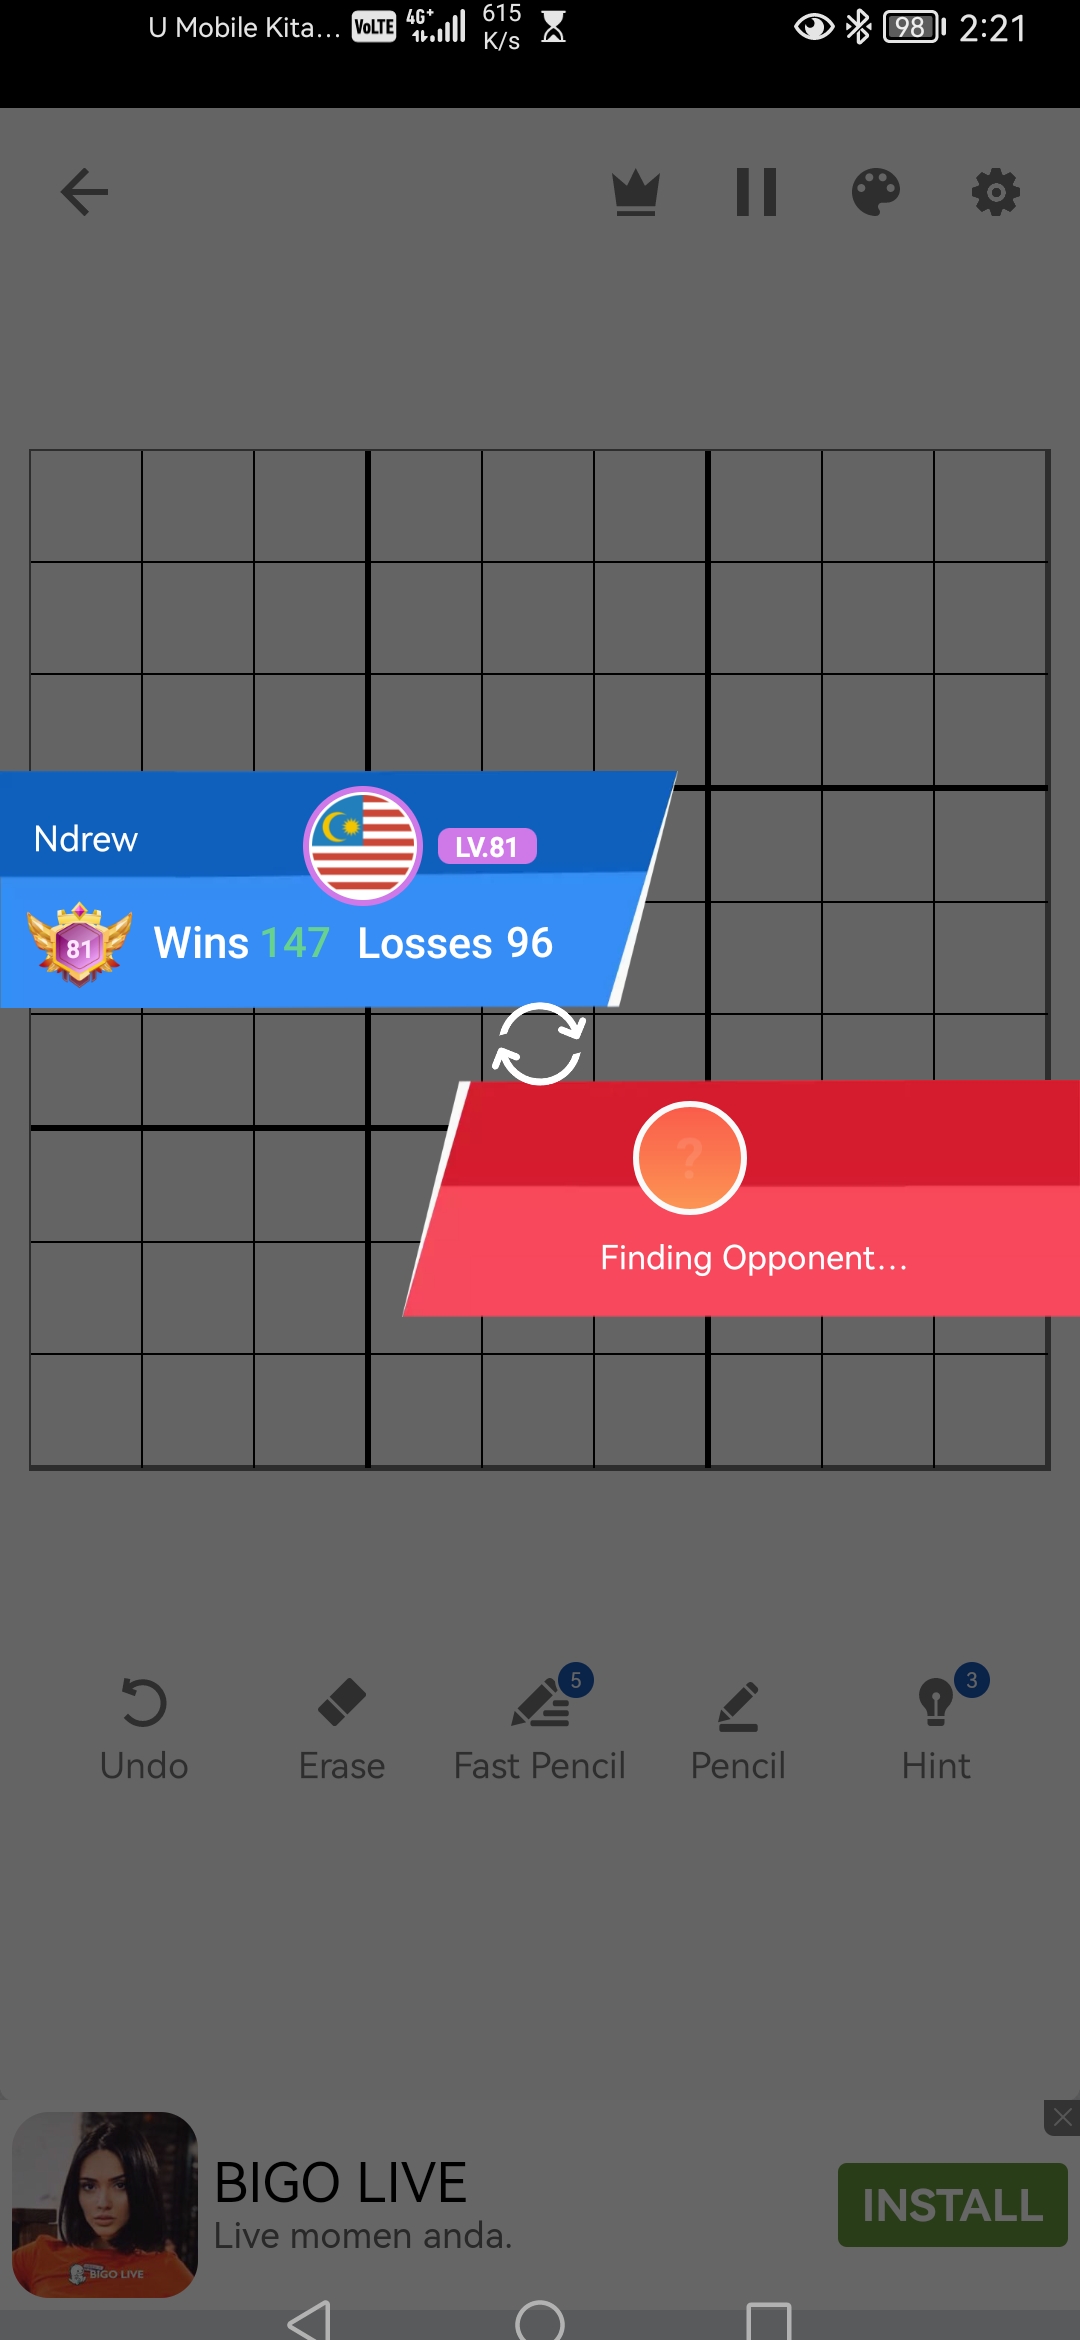 U Mobile Kita... VoLTE 4G+ 615 K/s 98 2:21
Ndrew LV.81
81 Wins 147 Losses 96
?
Finding Opponent...
5 3
Undo Erase Fast Pencil Pencil Hint
BIGO LIVE
Live momen anda.
INSTALL
BIGO LIVE